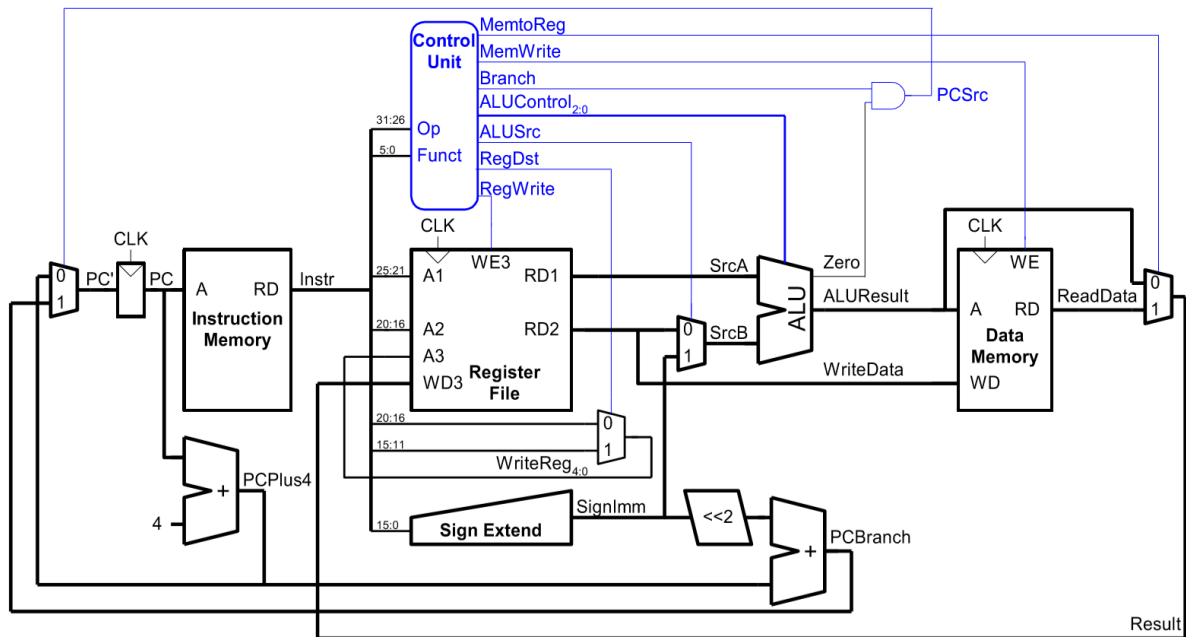 MemtoReg
Control
Unit
MemWrite
Branch
ALUControl2:0
PCSrc
31:26
Op
ALUSrc
5:0
Funct
RegDst
RegWrite
CLK
CLK
CLK
0
1
PC'
PC
A
RD
Instr
Instruction
Memory
25:21
A1
WE3
RD1
SrcA
Zero
WE
0
1
ReadData
20:16
A2
RD2
0
1
SrcB
ALU
ALUResult
A
RD
Data
Memory
A3
WD3
Register
File
WriteData
WD
20:16
0
15:11
1
WriteReg4:0
PCPlus4
+
4
SignImm
15:0
Sign Extend
<<2
+
PCBranch
Result